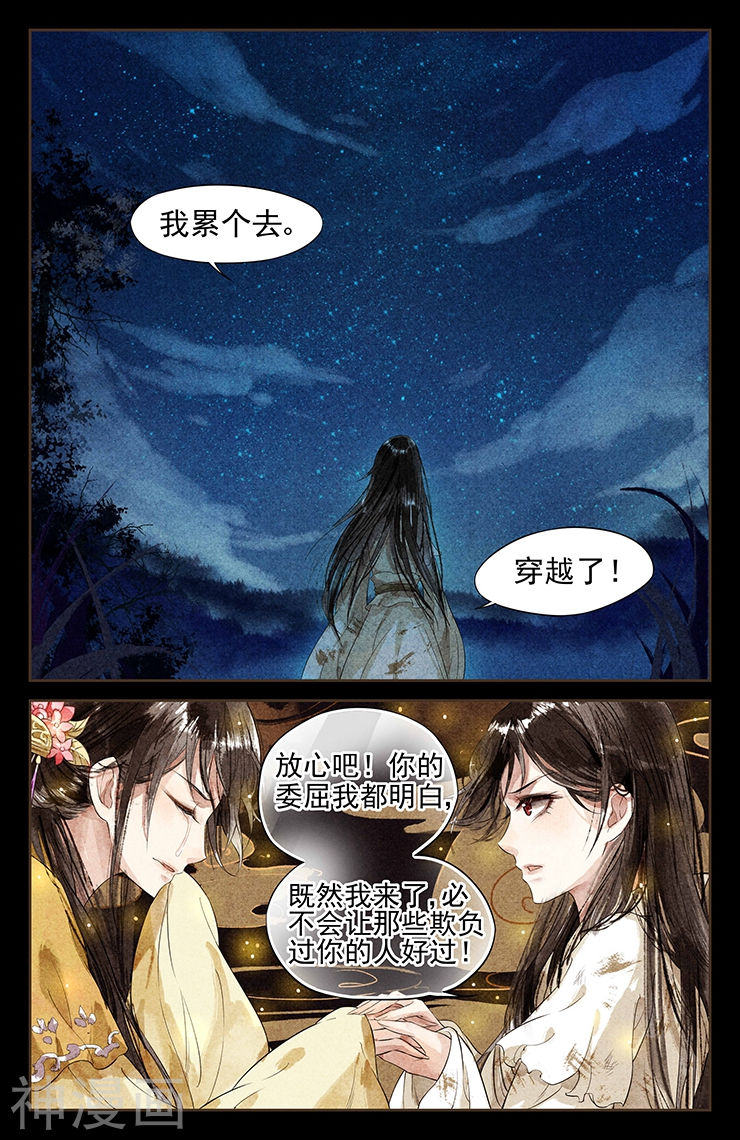 我累个去。
穿越了！
放心吧！你的
委屈我都明白,
既然我来了,必
不会让那些欺负
过你的人好过！
神漫画